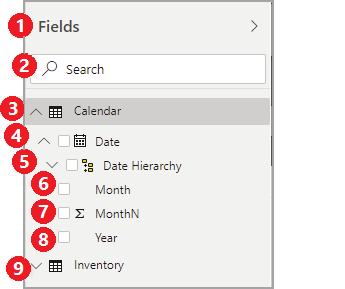 1 Fields
2 Search
3 Calendar
4 Date
5 Date Hierarchy
6 Month
7 Σ MonthN
8 Year
9 Inventory